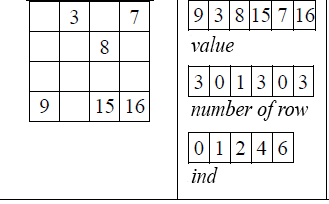 3 7
8
9 15 16
9 3 8 15 7 16
value
3 0 1 3 0 3
number of row
0 1 2 4 6
ind